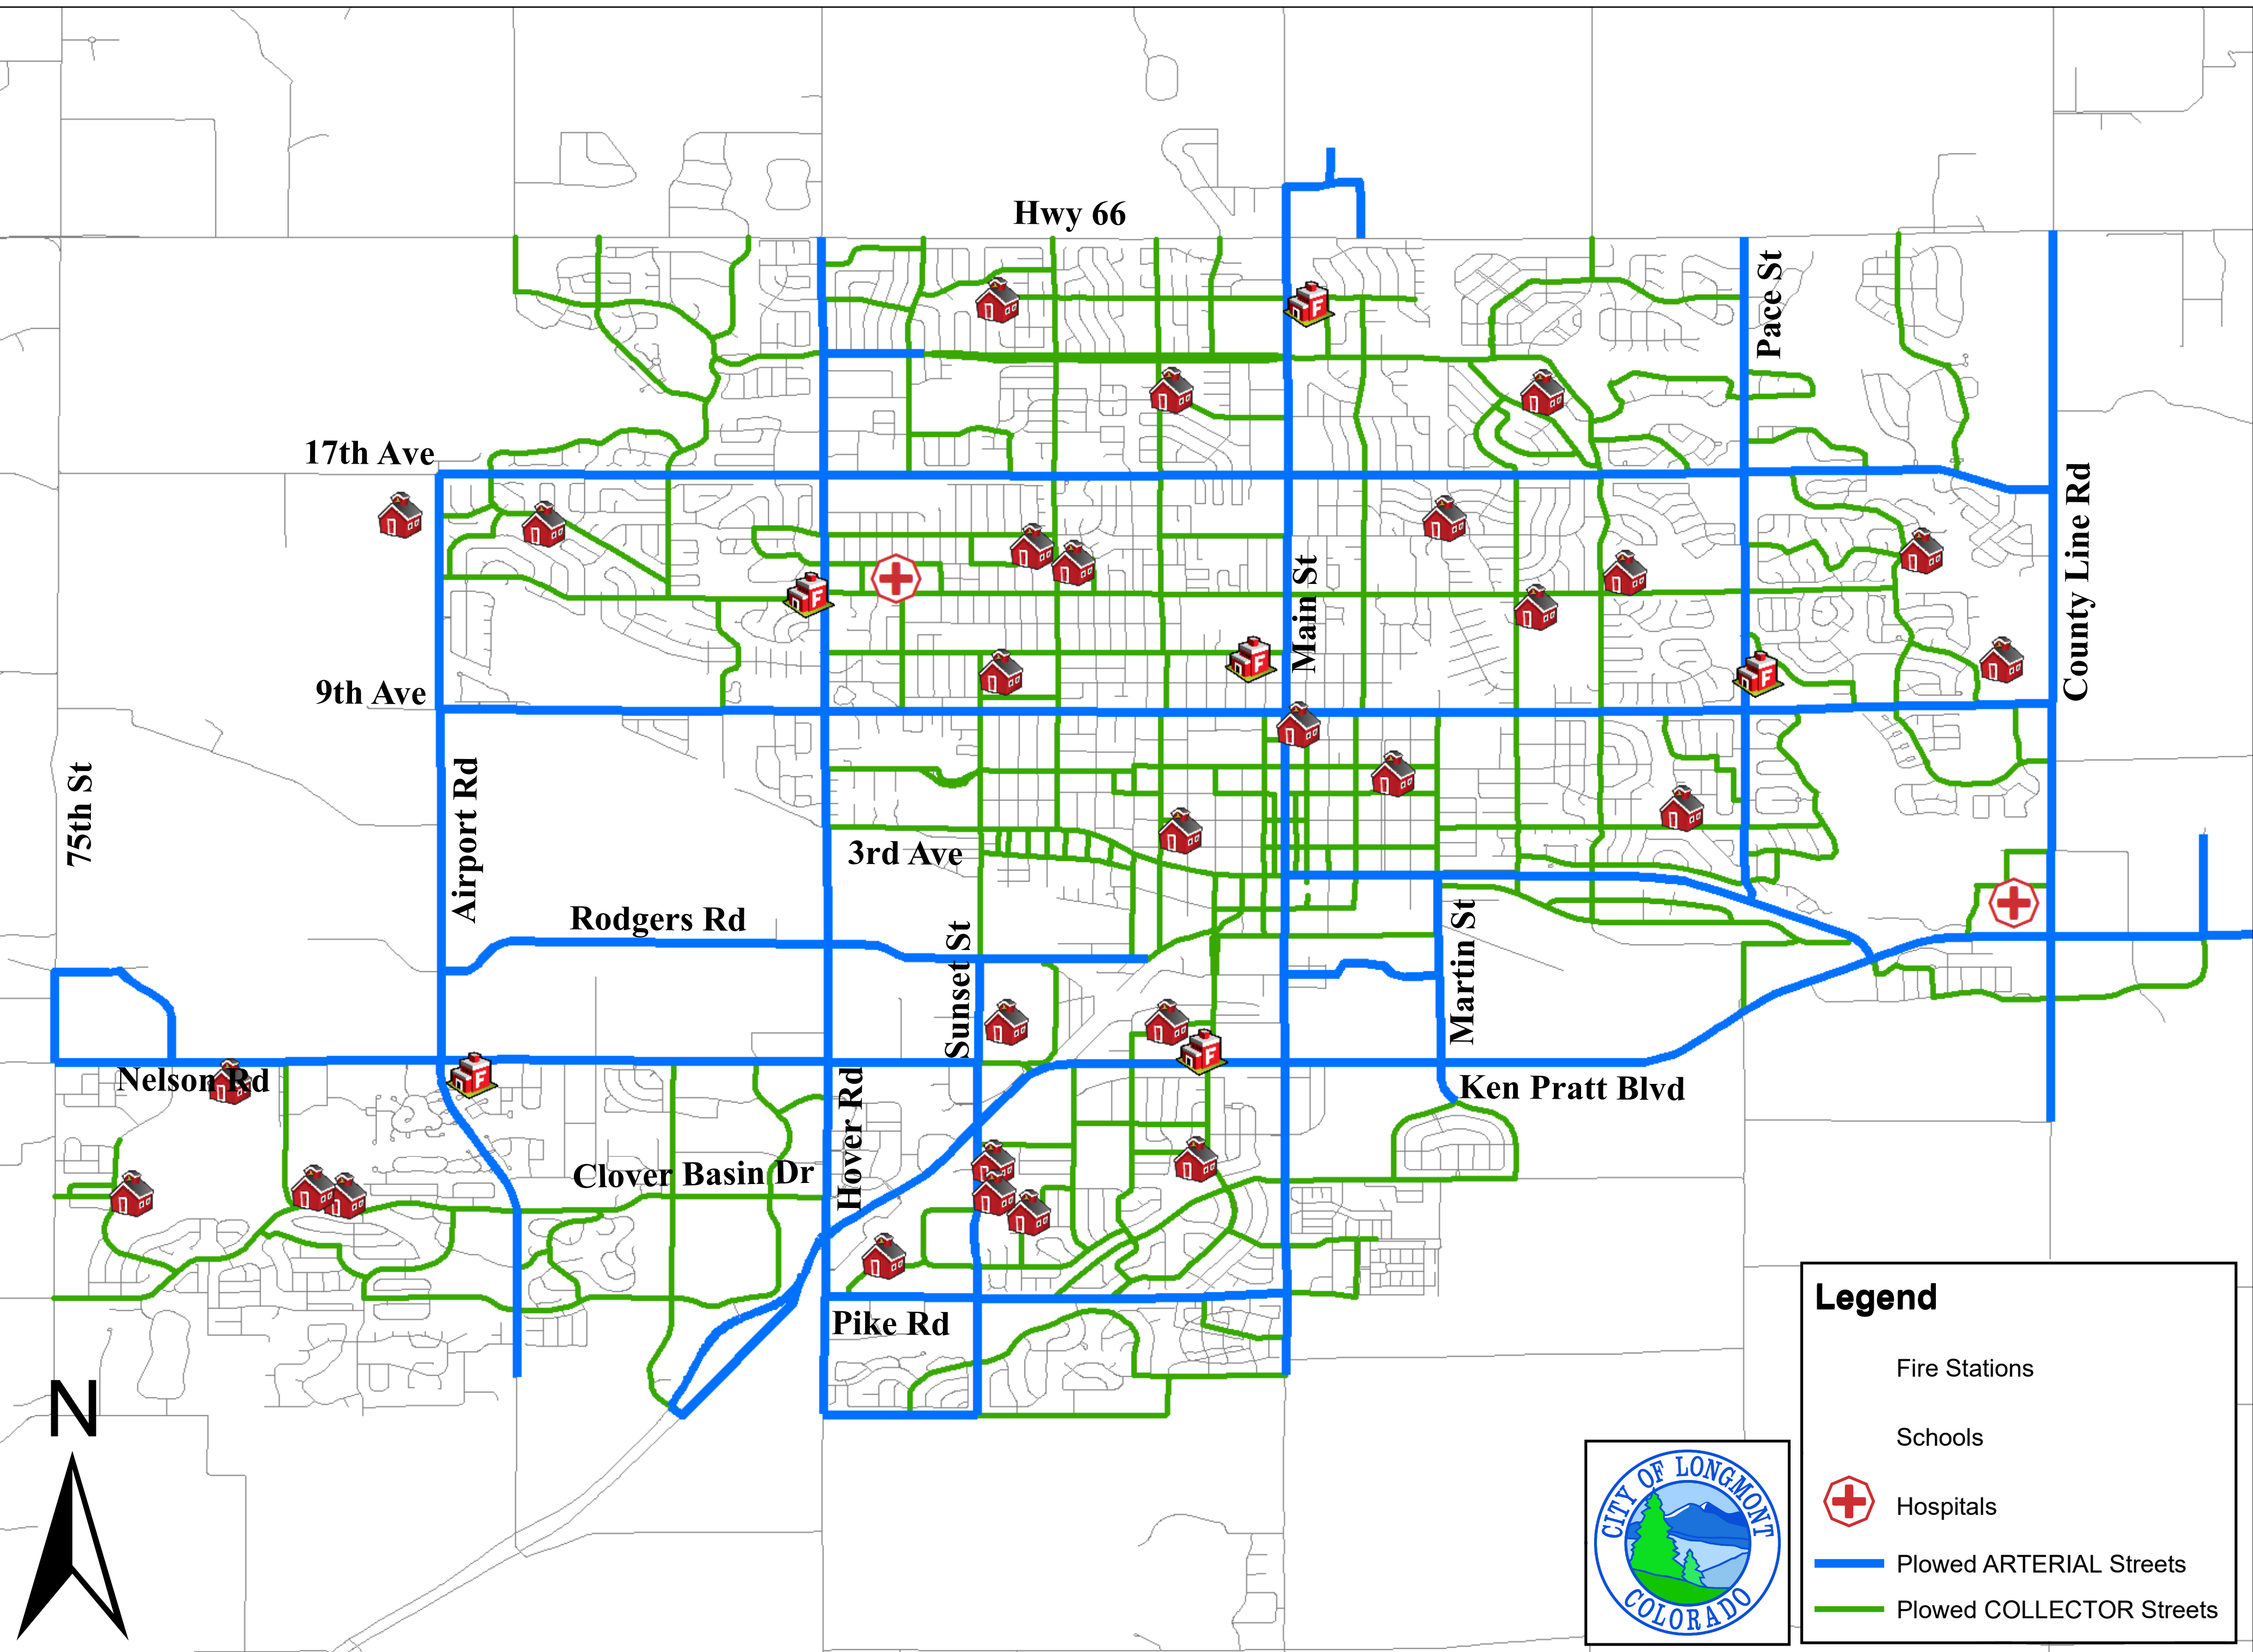 Hwy 66
Pace St
17th Ave
County Line Rd
Main St
9th Ave
75th St
Airport Rd
3rd Ave
Rodgers Rd
Sunset St
Martin St
Nelson Rd
Ken Pratt Blvd
Hover Rd
Clover Basin Dr
Pike Rd
N
F
F
F
F
F
F
Legend
Fire Stations
Schools
Hospitals
Plowed ARTERIAL Streets
Plowed COLLECTOR Streets
CITY OF LONGMONT
COLORADO